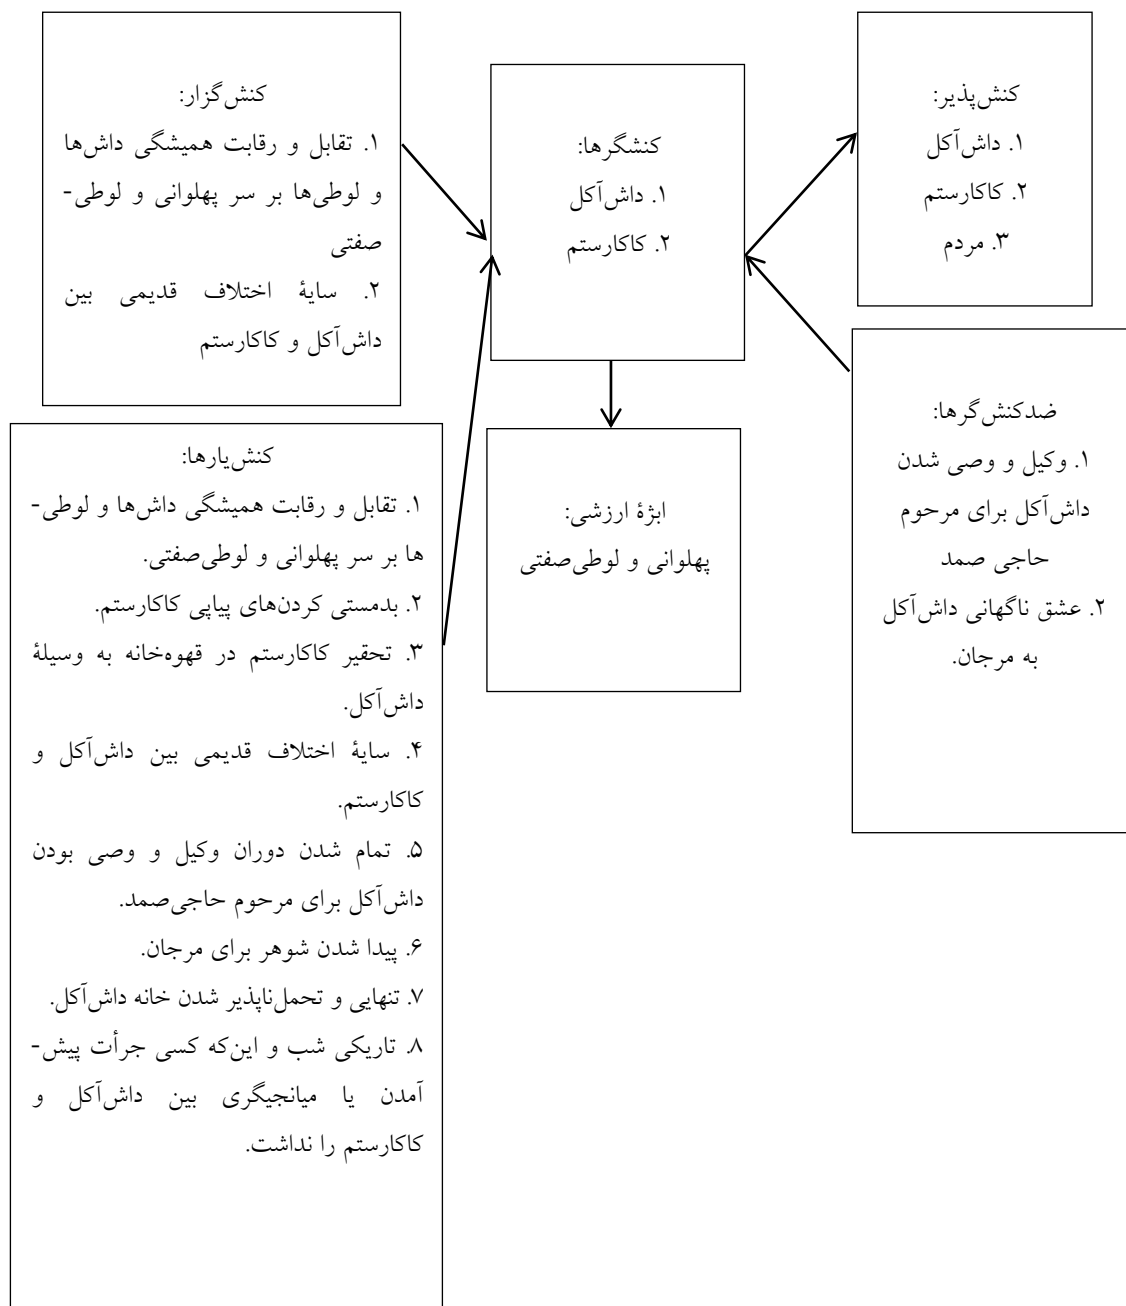 کنش‌گزار:
۱. تقابل و رقابت همیشگی داش‌ها
و لوطی‌ها بر سر پهلوانی و لوطی-
صفتی
۲. سایهٔ اختلاف قدیمی بین
داش‌آکل و کاکارستم
کنشگرها:
۱. داش‌آکل
۲. کاکارستم
کنش‌پذیر:
۱. داش‌آکل
۲. کاکارستم
۳. مردم
کنش‌یارها:
۱. تقابل و رقابت همیشگی داش‌ها و لوطی-
ها بر سر پهلوانی و لوطی‌صفتی.
۲. بدمستی کردن‌های پیاپی کاکارستم.
۳. تحقیر کاکارستم در قهوه‌خانه به وسیلهٔ
داش‌آکل.
۴. سایهٔ اختلاف قدیمی بین داش‌آکل و
کاکارستم.
۵. تمام شدن دوران وکیل و وصی بودن
داش‌آکل برای مرحوم حاجی‌صمد.
۶. پیدا شدن شوهر برای مرجان.
۷. تنهایی و تحمل‌ناپذیر شدن خانه داش‌آکل.
۸. تاریکی شب و این‌که کسی جرأت پیش-
آمدن یا میانجیگری بین داش‌آکل و
کاکارستم را نداشت.
ابژهٔ ارزشی:
پهلوانی و لوطی‌صفتی
ضدکنش‌گرها:
۱. وکیل و وصی شدن
داش‌آکل برای مرحوم
حاجی صمد
۲. عشق ناگهانی داش‌آکل
به مرجان.